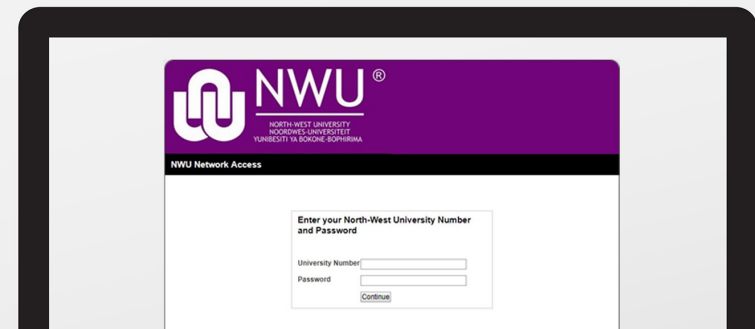 NWU®
NORTH-WEST UNIVERSITY
NOORDWES-UNIVERSITEIT
YUNIBESITI YA BOKONE-BOPHIRIMA
NWU Network Access
Enter your North-West University Number
and Password
University Number
Password
Continue